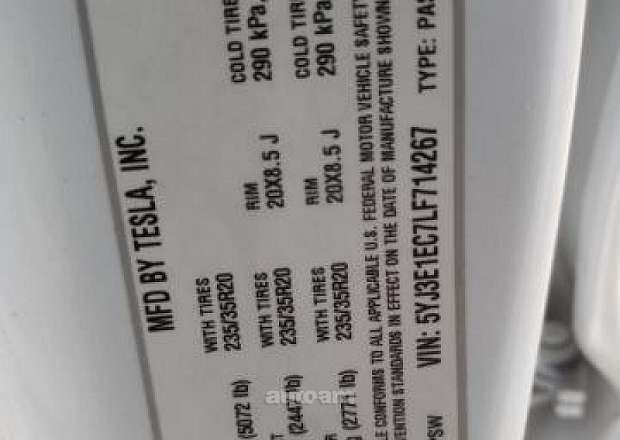 MFD BY TESLA, INC.
(5072 lb) WITH TIRES RIM COLD TIRE
235/35R20 20X8.5 J 290 kPa,
(2447 lb) WITH TIRES RIM COLD TIRE
235/35R20 20X8.5 J 290 kPa,
(2771 lb) WITH TIRES
235/35R20
CONFORMS TO ALL APPLICABLE U.S. FEDERAL MOTOR VEHICLE SAFETY
STANDARDS IN EFFECT ON THE DATE OF MANUFACTURE SHOWN
VIN: 5YJ3E1EC7LF714267 TYPE: